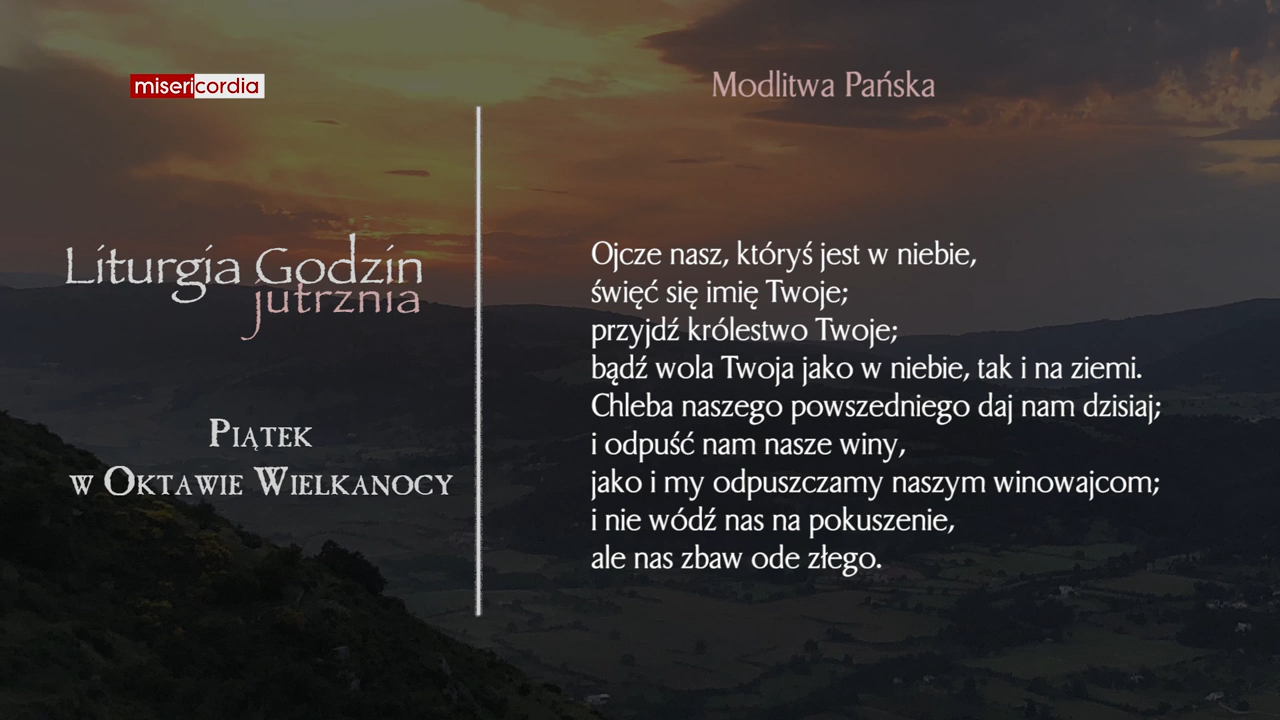 misericordia
Liturgia Godzin
jutrznia
Piątek
w Oktawie Wielkanocy
Modlitwa Pańska
Ojcze nasz, któryś jest w niebie,
święć się imię Twoje;
przyjdź królestwo Twoje;
bądź wola Twoja jako w niebie, tak i na ziemi.
Chleba naszego powszedniego daj nam dzisiaj;
i odpuść nam nasze winy,
jako i my odpuszczamy naszym winowajcom;
i nie wódź nas na pokuszenie,
ale nas zbaw ode złego.